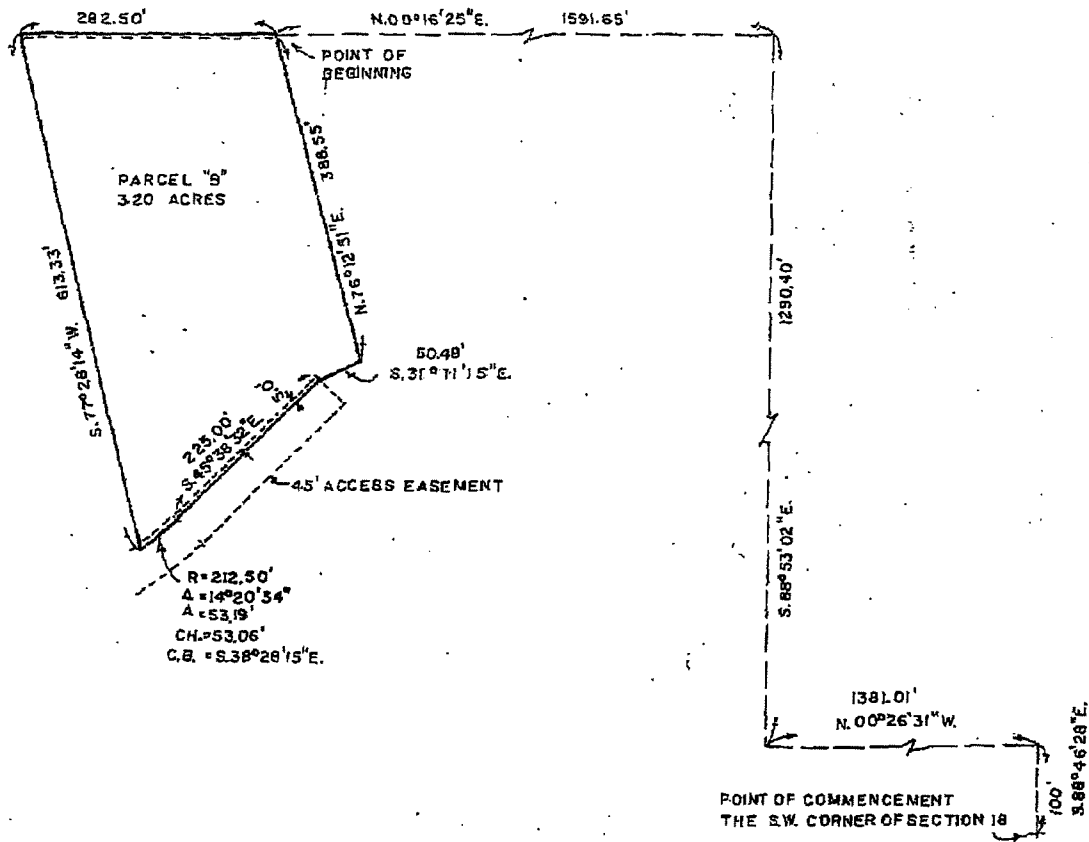 282.50'
N.00°16'25"E. 1591.65'
POINT OF
BEGINNING
PARCEL "B"
3.20 ACRES
388.55'
N.76°12'51"E.
613.33'
S.77°28'14"W.
50.48'
S.31°11'15"E.
225.00'
S.45°38'32"E.
45'
45' ACCESS EASEMENT
R=212.50'
Δ=14°20'34"
A=53.19'
CH.=53.06'
C.B. = S.38°28'15"E.
1290.40'
S.88°53'02"E.
1381.01'
N.00°26'31"W.
100'
S.88°46'28"E.
POINT OF COMMENCEMENT
THE S.W. CORNER OF SECTION 18